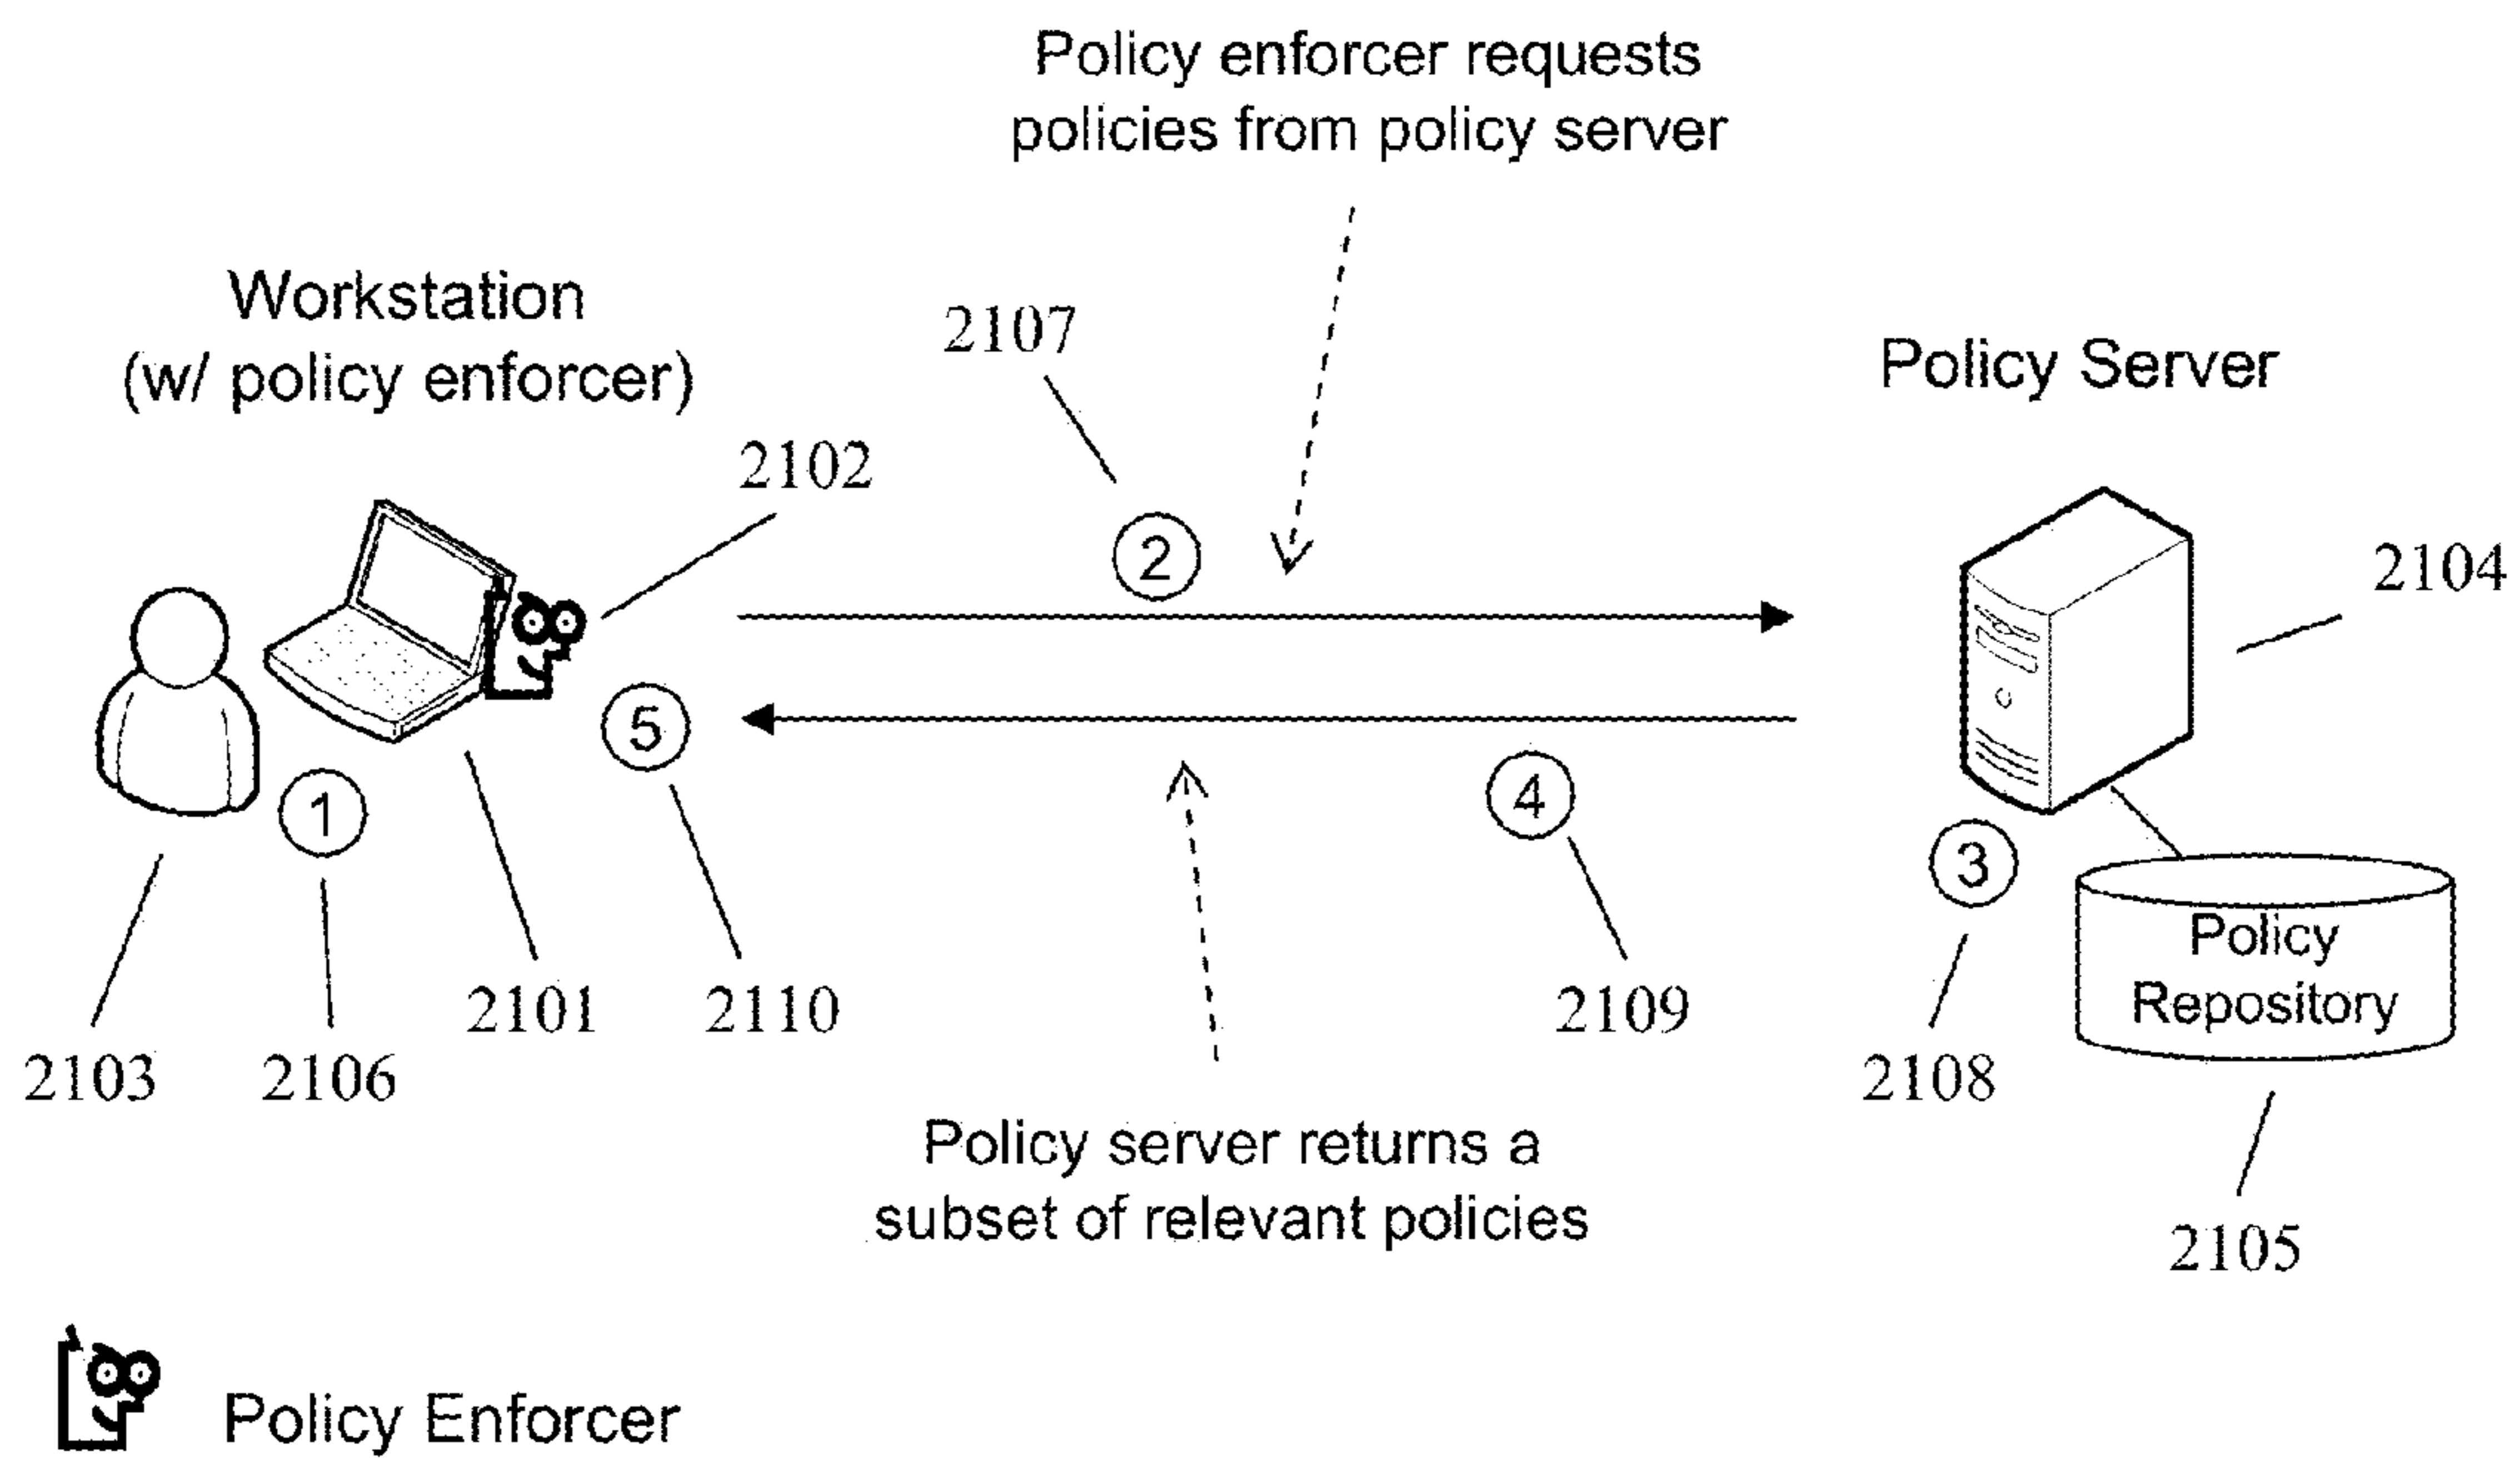 Policy enforcer requests
policies from policy server
Workstation
(w/ policy enforcer)
2107
Policy Server
2102
2
2104
5
4
1
3
Policy
Repository
2101
2110
2109
2103
2106
2108
Policy server returns a
subset of relevant policies
2105
Policy Enforcer